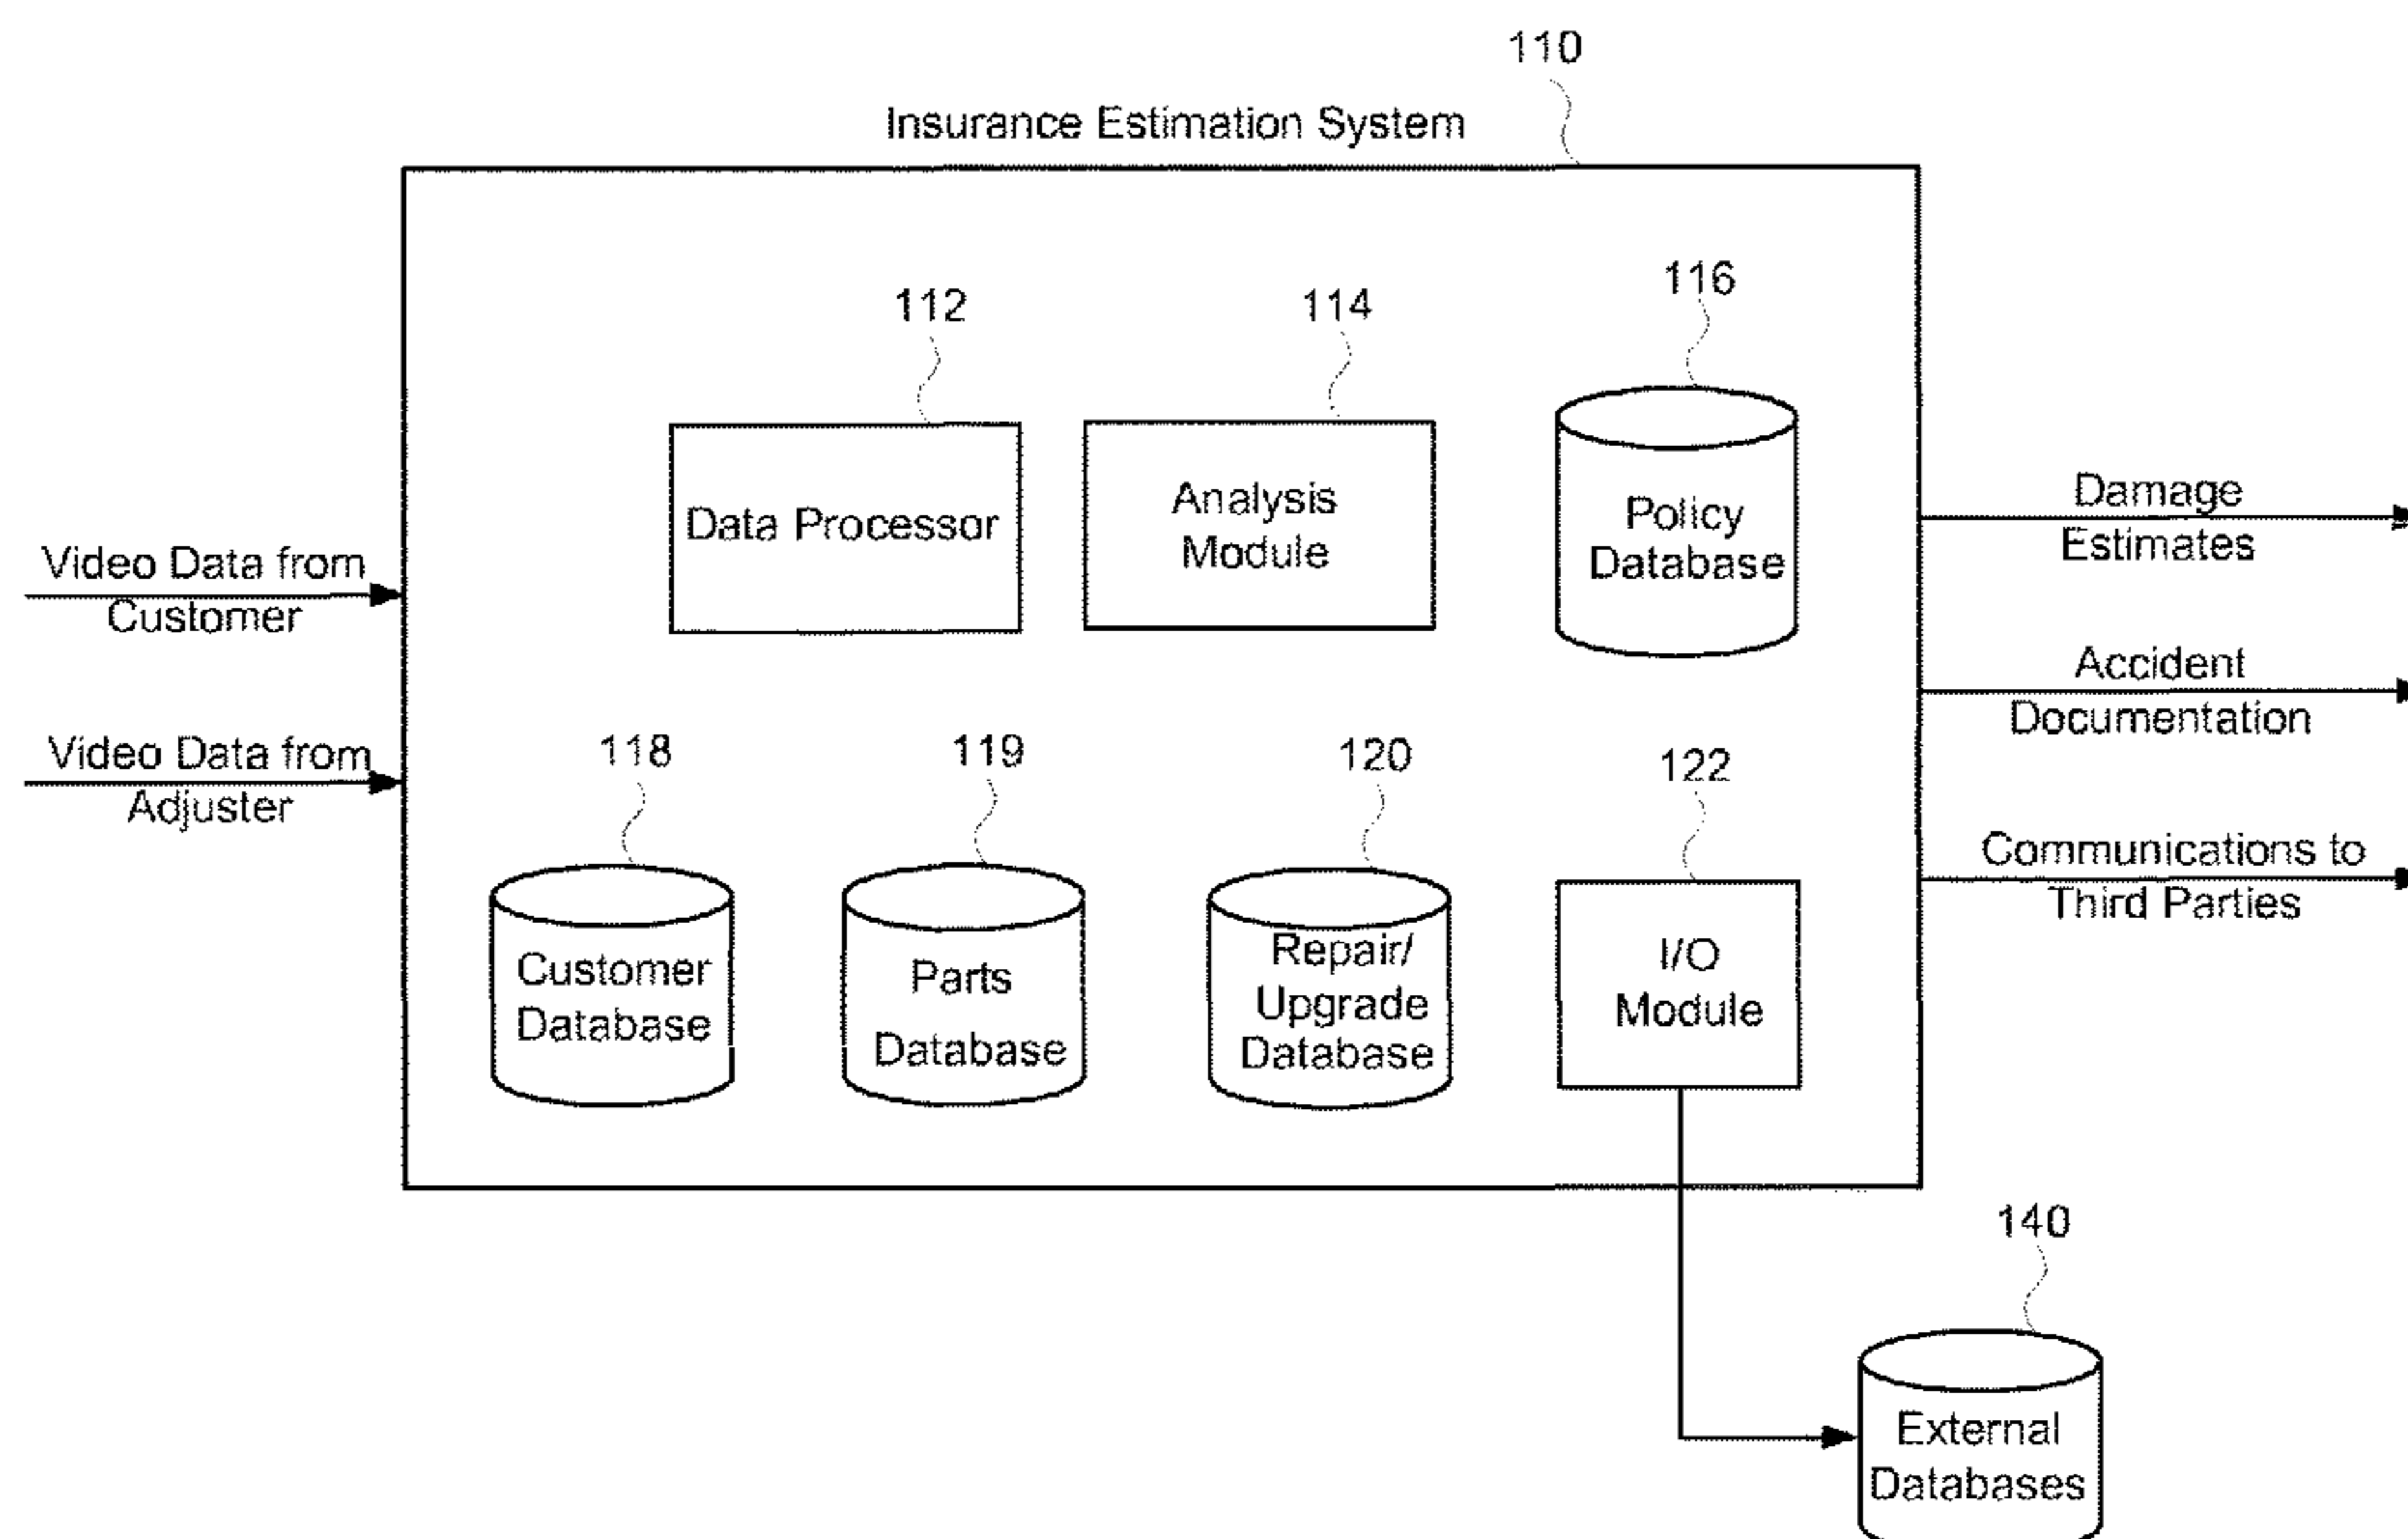 110
Insurance Estimation System
112
114
116
Data Processor
Analysis
Module
Policy
Database
Video Data from
Customer
Video Data from
Adjuster
Damage
Estimates
Accident
Documentation
Communications to
Third Parties
118
119
120
122
Customer
Database
Parts
Database
Repair/
Upgrade
Database
I/O
Module
140
External
Databases